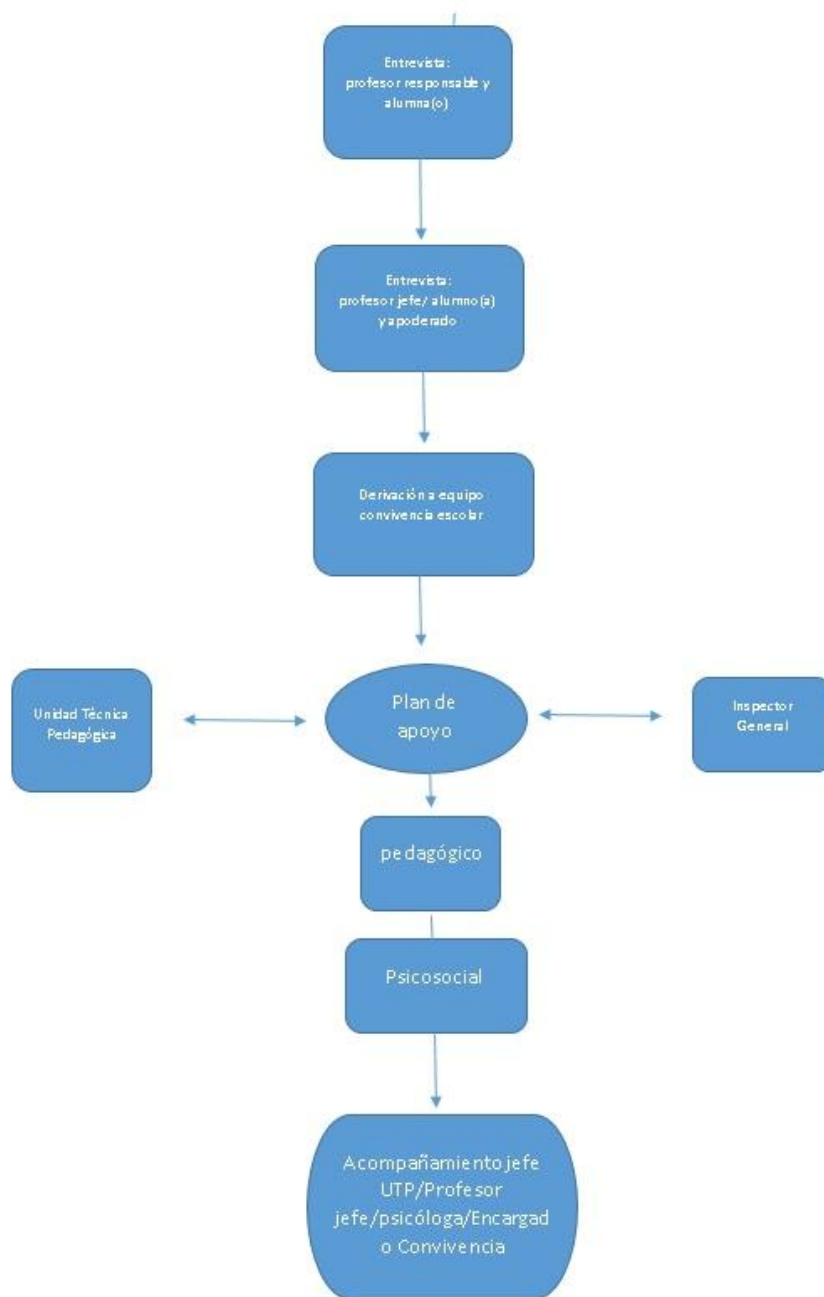 Entrevista:
profesor responsable y
alumna(o)
Entrevista:
profesor jefe/ alumno(a)
y apoderado
Derivación a equipo
convivencia escolar
Unidad Técnica
Pedagógica
Plan de
apoyo
Inspector
General
pedagógico
Psicosocial
Acompañamiento jefe
UTP/Profesor
jefe/psicóloga/Encargad
o Convivencia